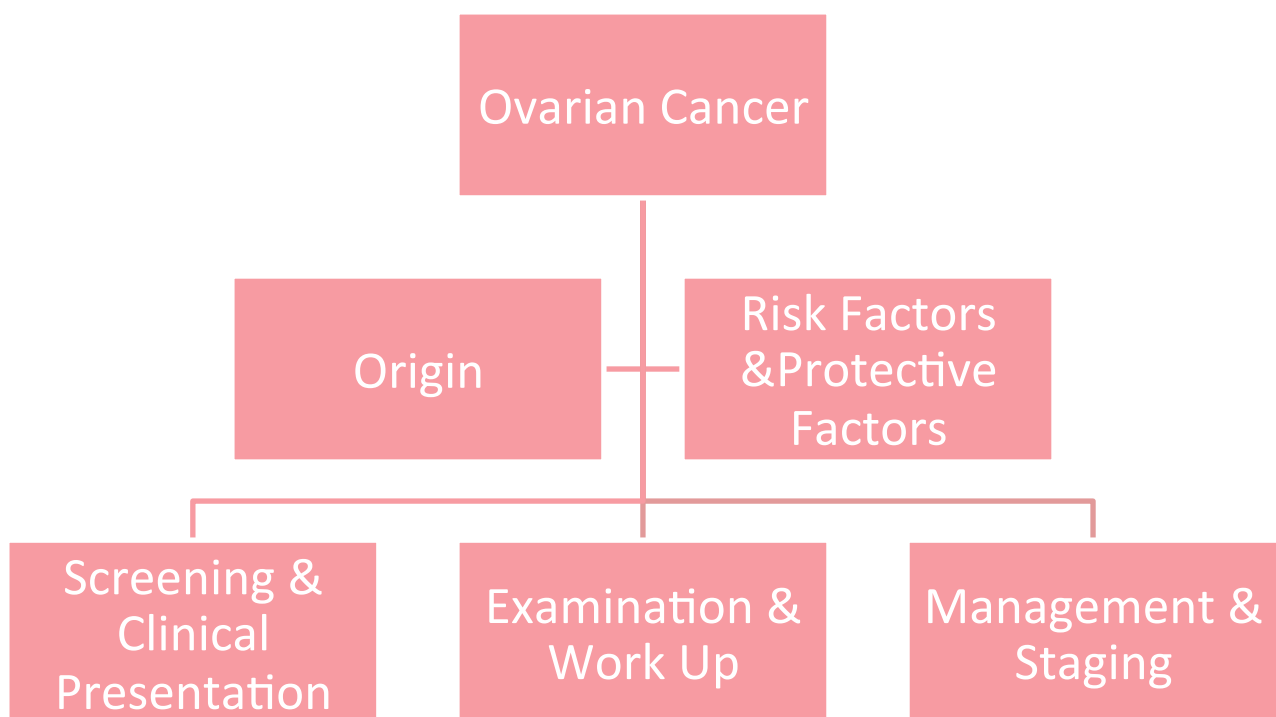 Ovarian Cancer
Origin
Risk Factors
&Protective
Factors
Screening &
Clinical
Presentation
Examination &
Work Up
Management &
Staging